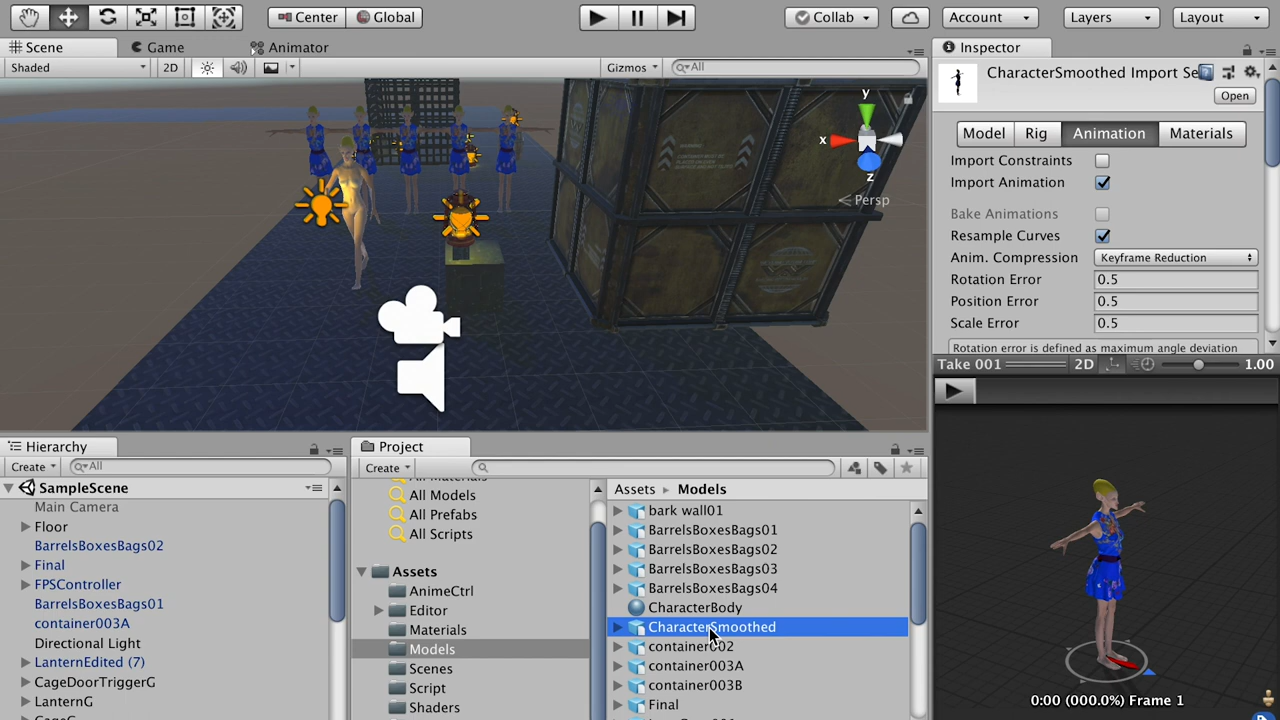 Center
Global
Collab
Account
Layers
Layout
Scene
Game
Animator
Shaded
2D
Gizmos
All
y
x
z
Persp
Inspector
CharacterSmoothed Import Se
Open
Model
Rig
Animation
Materials
Import Constraints
Import Animation
Bake Animations
Resample Curves
Anim. Compression
Keyframe Reduction
Rotation Error
0.5
Position Error
0.5
Scale Error
0.5
Rotation error is defined as maximum angle deviation
Take 001
2D
1.00
0:00 (000.0%) Frame 1
Hierarchy
Create
All
SampleScene
Main Camera
Floor
BarrelsBoxesBags02
Final
FPSController
BarrelsBoxesBags01
container003A
Directional Light
LanternEdited (7)
CageDoorTriggerG
LanternG
CageG
Project
Create
All Materials
All Models
All Prefabs
All Scripts
Assets
AnimeCtrl
Editor
Materials
Models
Scenes
Script
Shaders
Assets
Models
bark wall01
BarrelsBoxesBags01
BarrelsBoxesBags02
BarrelsBoxesBags03
BarrelsBoxesBags04
CharacterBody
CharacterSmoothed
container002
container003A
container003B
Final